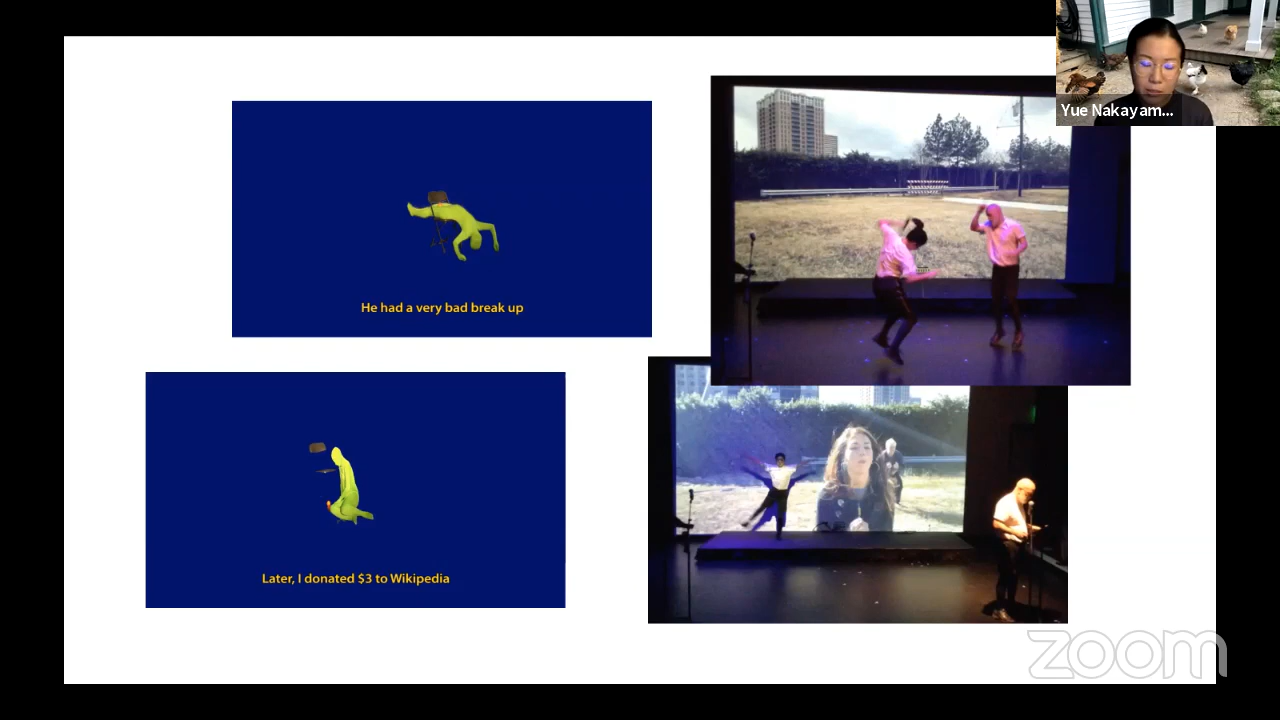 Yue Nakayam...
He had a very bad break up
Later, I donated $3 to Wikipedia
zoom